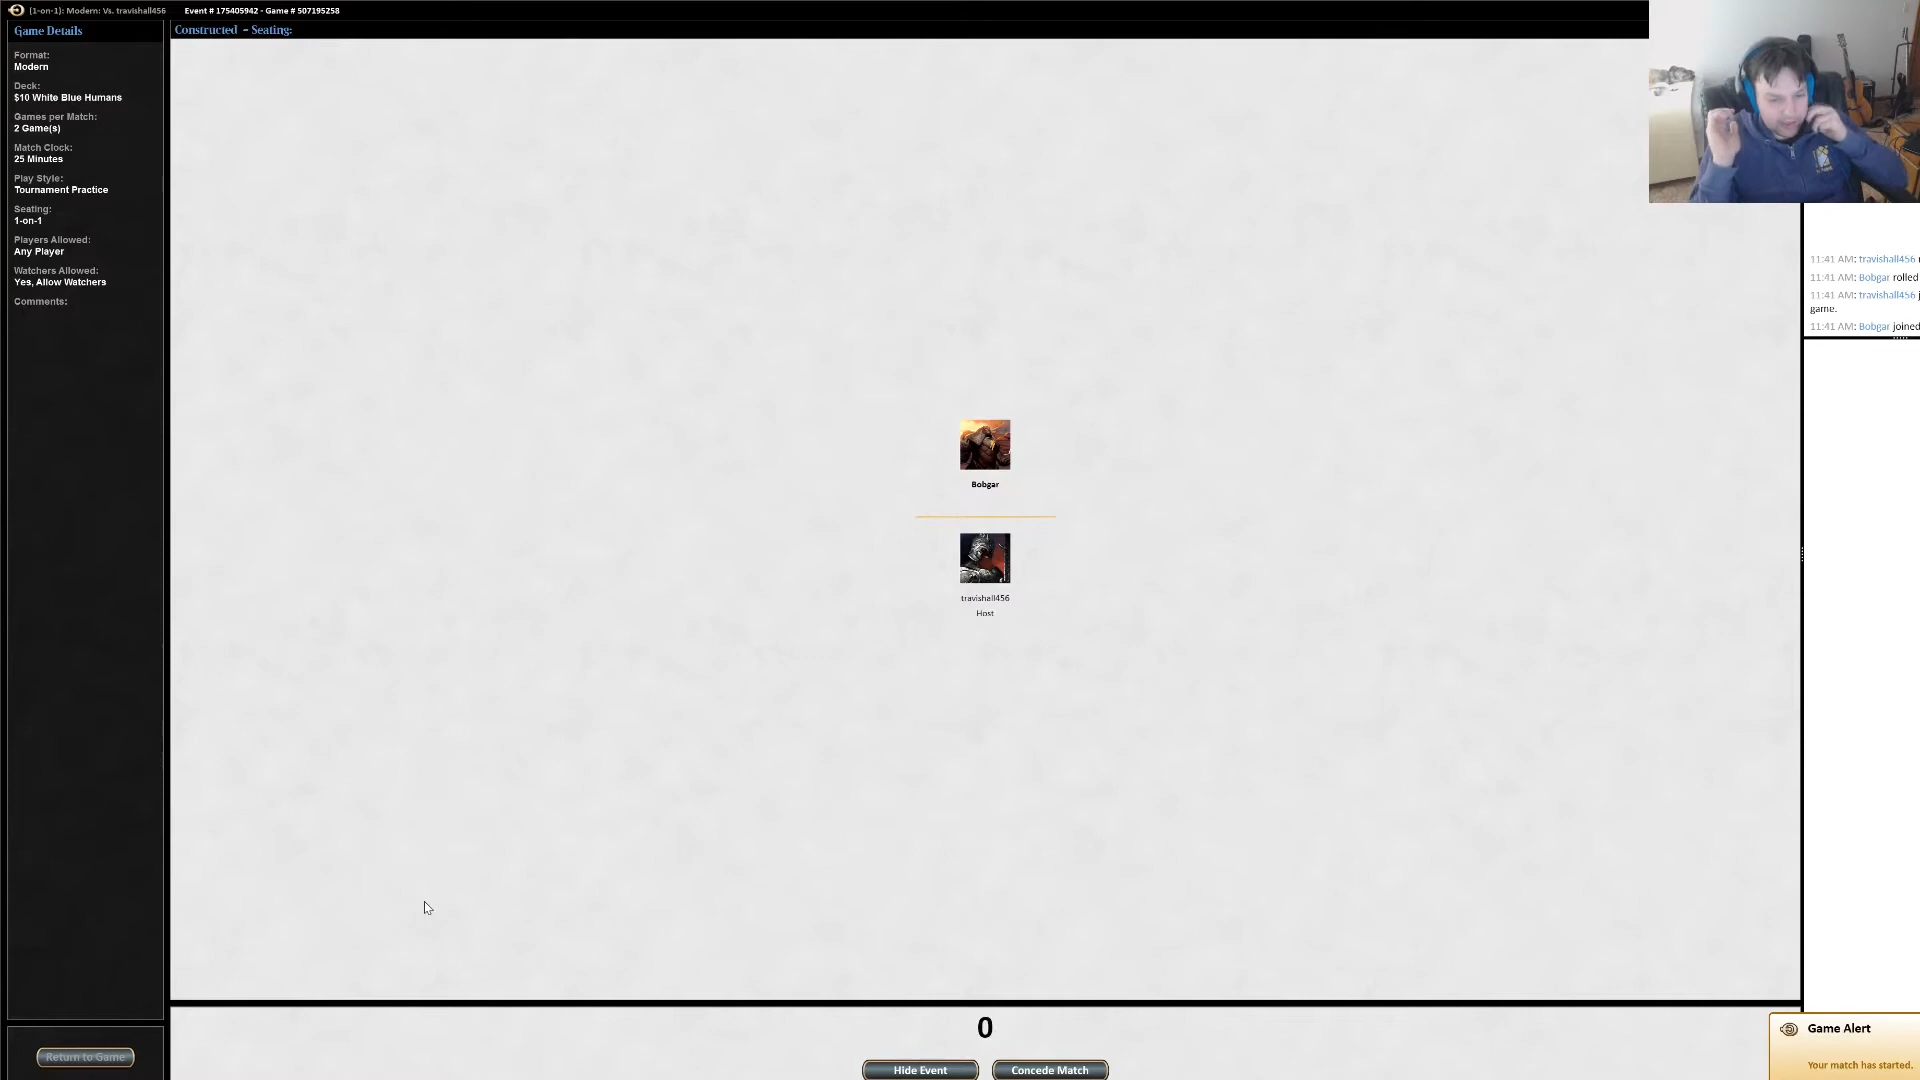 [1-on-1]: Modern: Vs. travishall456
Event # 175405942 - Game # 507195258
Game Details
Constructed - Seating:
Format:
Modern
Deck:
$10 White Blue Humans
Games per Match:
2 Game(s)
Match Clock:
25 Minutes
Play Style:
Tournament Practice
Seating:
1-on-1
Players Allowed:
Any Player
Watchers Allowed:
Yes, Allow Watchers
Comments:
Bobgar
travishall456
Host
11:41 AM: travishall456
11:41 AM: Bobgar rolled
11:41 AM: travishall456 j
game.
11:41 AM: Bobgar joined
0
Hide Event
Concede Match
Return to Game
Game Alert
Your match has started.